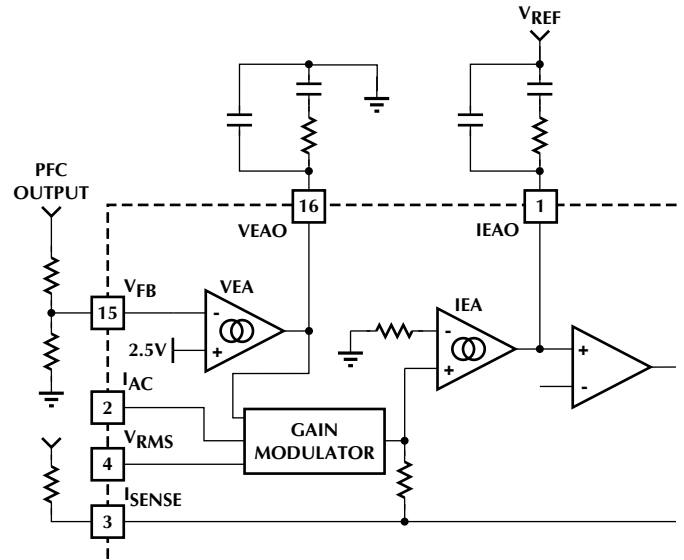 VREF
PFC
OUTPUT
16
1
VEAO
IEAO
VFB
VEA
15
-
+
2.5V
IEA
-
+
+
-
IAC
2
VRMS
4
GAIN
MODULATOR
ISENSE
3